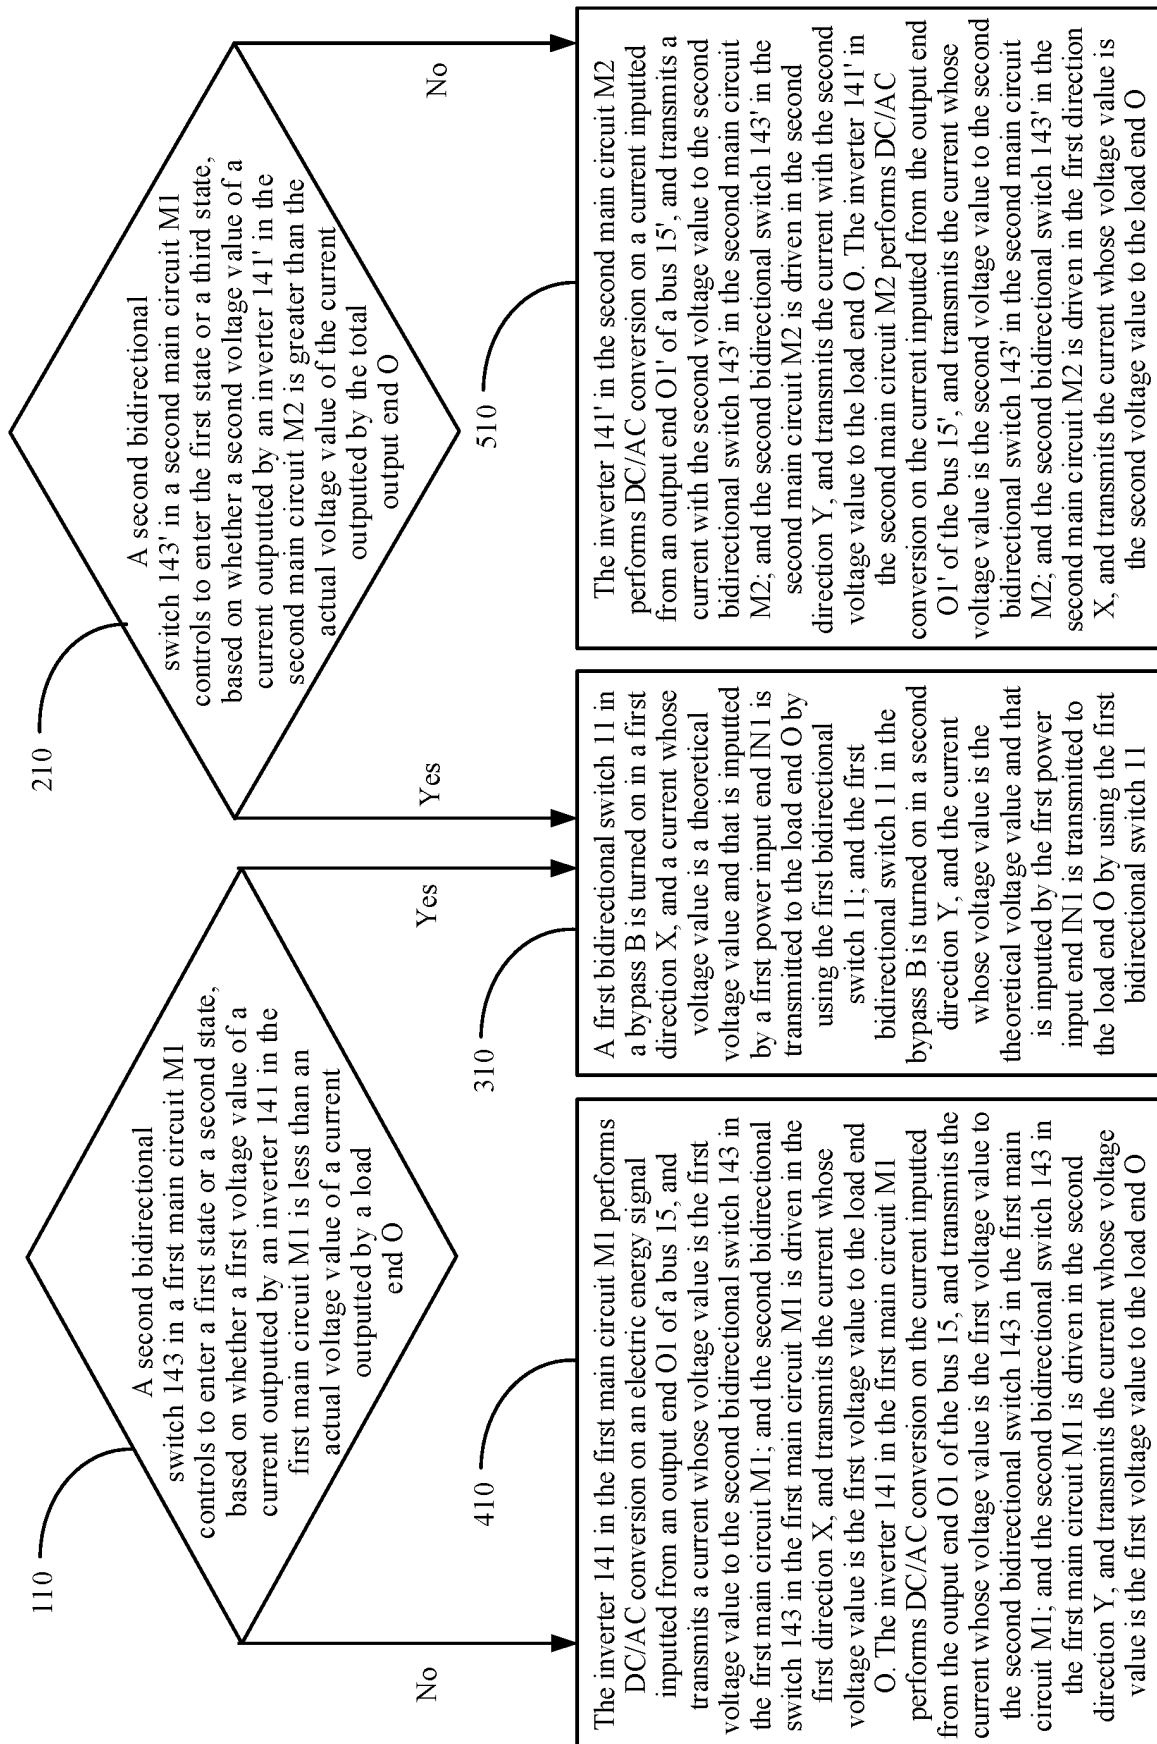 110
A second bidirectional
switch 143 in a first main circuit M1
controls to enter a first state or a second state,
based on whether a first voltage value of a
current outputted by an inverter 141 in the
first main circuit M1 is less than an
actual voltage value of a current
outputted by a load
end O
No
Yes
210
A second bidirectional
switch 143' in a second main circuit M1
controls to enter the first state or a third state,
based on whether a second voltage value of a
current outputted by an inverter 141' in the
second main circuit M2 is greater than the
actual voltage value of the current
outputted by the total
output end O
Yes
No
410
The inverter 141 in the first main circuit M1 performs
DC/AC conversion on an electric energy signal
inputted from an output end O1 of a bus 15, and
transmits a current whose voltage value is the first
voltage value to the second bidirectional switch 143 in
the first main circuit M1; and the second bidirectional
switch 143 in the first main circuit M1 is driven in the
first direction X, and transmits the current whose
voltage value is the first voltage value to the load end
O. The inverter 141 in the first main circuit M1
performs DC/AC conversion on the current inputted
from the output end O1 of the bus 15, and transmits the
current whose voltage value is the first voltage value to
the second bidirectional switch 143 in the first main
circuit M1; and the second bidirectional switch 143 in
the first main circuit M1 is driven in the second
direction Y, and transmits the current whose voltage
value is the first voltage value to the load end O
310
A first bidirectional switch 11 in
a bypass B is turned on in a first
direction X, and a current whose
voltage value is a theoretical
voltage value and that is inputted
by a first power input end IN1 is
transmitted to the load end O by
using the first bidirectional
switch 11; and the first
bidirectional switch 11 in the
bypass B is turned on in a second
direction Y, and the current
whose voltage value is the
theoretical voltage value and that
is inputted by the first power
input end IN1 is transmitted to
the load end O by using the first
bidirectional switch 11
510
The inverter 141' in the second main circuit M2
performs DC/AC conversion on a current inputted
from an output end O1' of a bus 15', and transmits a
current with the second voltage value to the second
bidirectional switch 143' in the second main circuit
M2; and the second bidirectional switch 143' in the
second main circuit M2 is driven in the second
direction Y, and transmits the current with the second
voltage value to the load end O. The inverter 141' in
the second main circuit M2 performs DC/AC
conversion on the current inputted from the output end
O1' of the bus 15', and transmits the current whose
voltage value is the second voltage value to the second
bidirectional switch 143' in the second main circuit
M2; and the second bidirectional switch 143' in the
second main circuit M2 is driven in the first direction
X, and transmits the current whose voltage value is
the second voltage value to the load end O